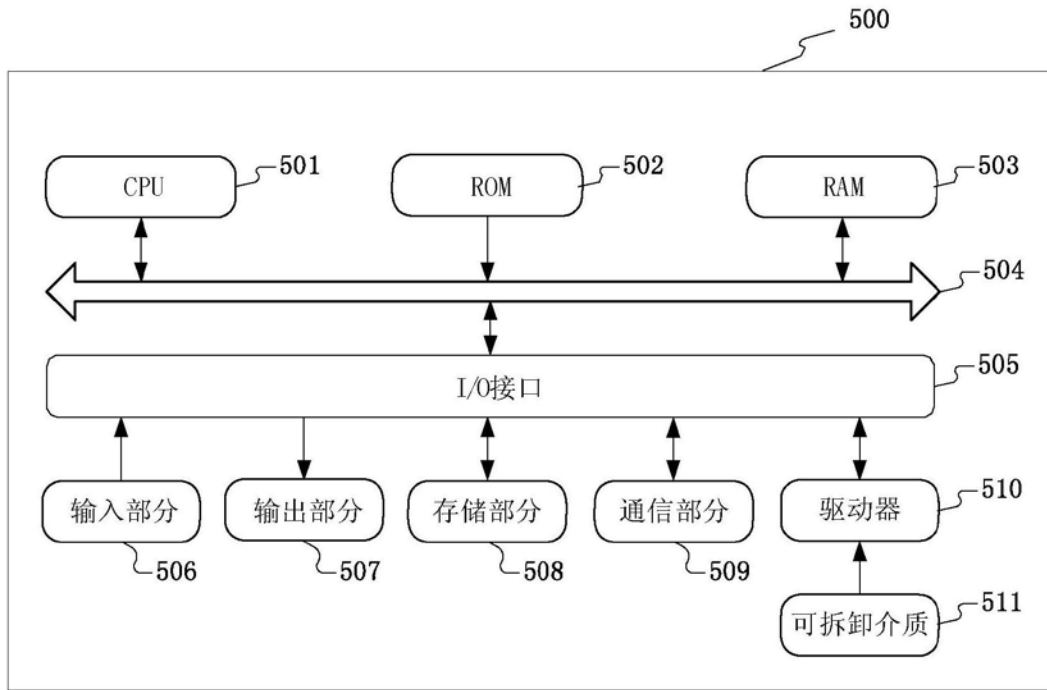 500
CPU
501
ROM
502
RAM
503
504
I/O接口
505
输入部分
输出部分
存储部分
通信部分
驱动器
510
506
507
508
509
可拆卸介质
511